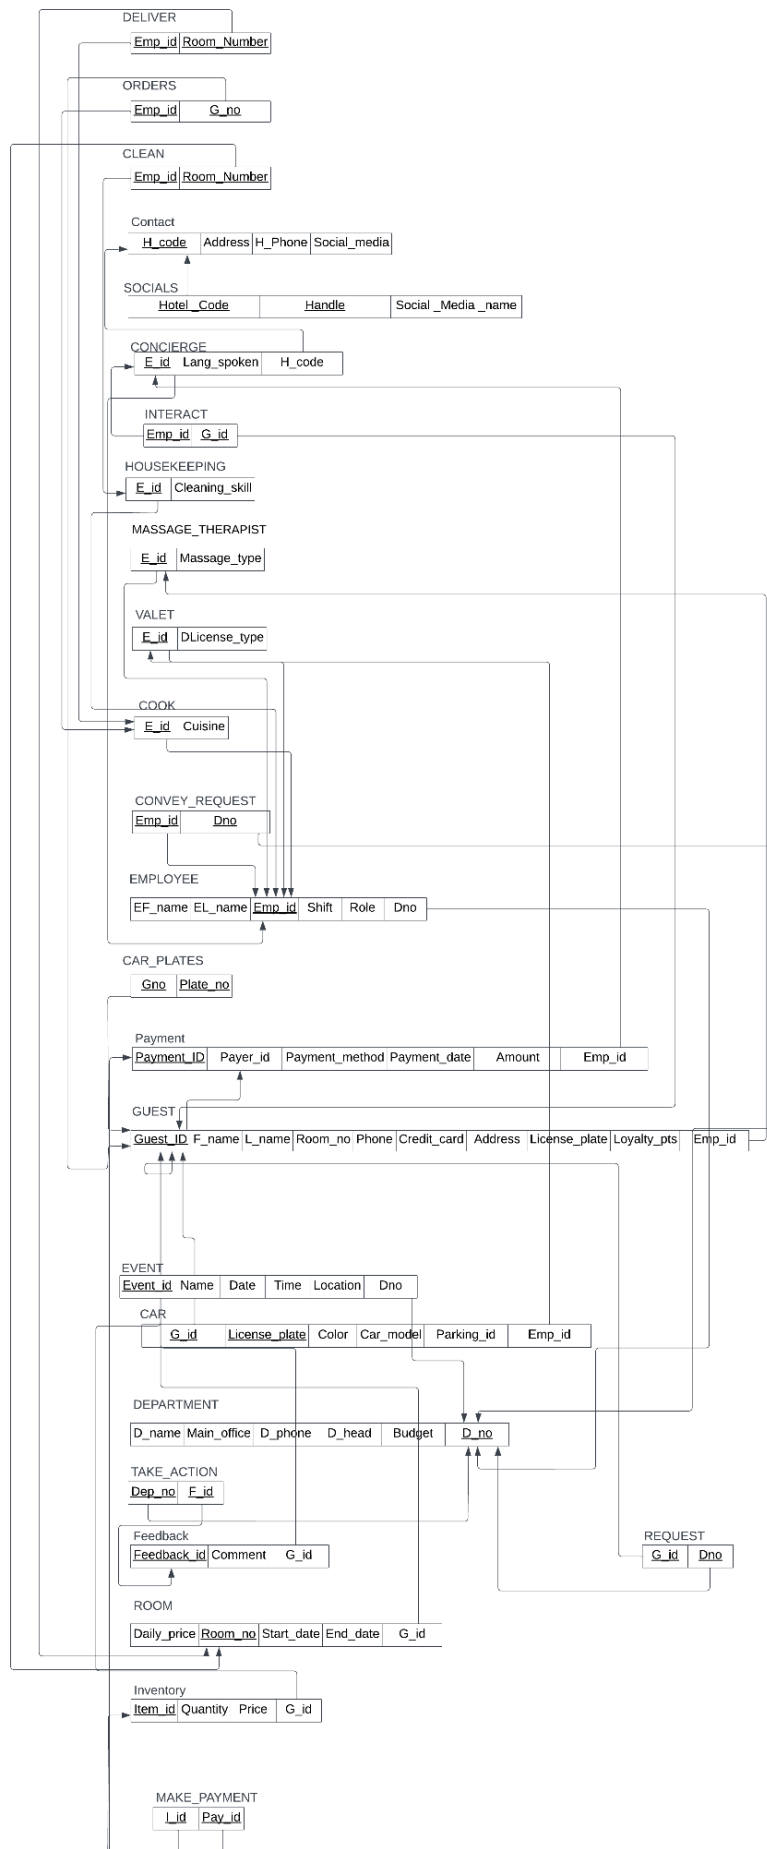 DELIVER
Emp_id Room_Number
ORDERS
Emp_id G_no
CLEAN
Emp_id Room_Number
Contact
H_code Address H_Phone Social_media
SOCIALS
Hotel _Code Handle Social _Media _name
CONCIERGE
E_id Lang_spoken H_code
INTERACT
Emp_id G_id
HOUSEKEEPING
E_id Cleaning_skill
MASSAGE_THERAPIST
E_id Massage_type
VALET
E_id DLicense_type
COOK
E_id Cuisine
CONVEY_REQUEST
Emp_id Dno
EMPLOYEE
EF_name EL_name Emp_id Shift Role Dno
CAR_PLATES
Gno Plate_no
Payment
Payment_ID Payer_id Payment_method Payment_date Amount Emp_id
GUEST
Guest_ID F_name L_name Room_no Phone Credit_card Address License_plate Loyalty_pts Emp_id
EVENT
Event_id Name Date Time Location Dno
CAR
G_id License_plate Color Car_model Parking_id Emp_id
DEPARTMENT
D_name Main_office D_phone D_head Budget D_no
TAKE_ACTION
Dep_no F_id
Feedback
Feedback_id Comment G_id
REQUEST
G_id Dno
ROOM
Daily_price Room_no Start_date End_date G_id
Inventory
Item_id Quantity Price G_id
MAKE_PAYMENT
I_id Pay_id